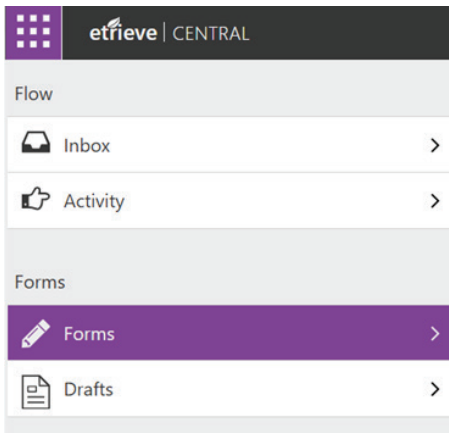 etrieve | CENTRAL
Flow
Inbox
Activity
Forms
Forms
Drafts